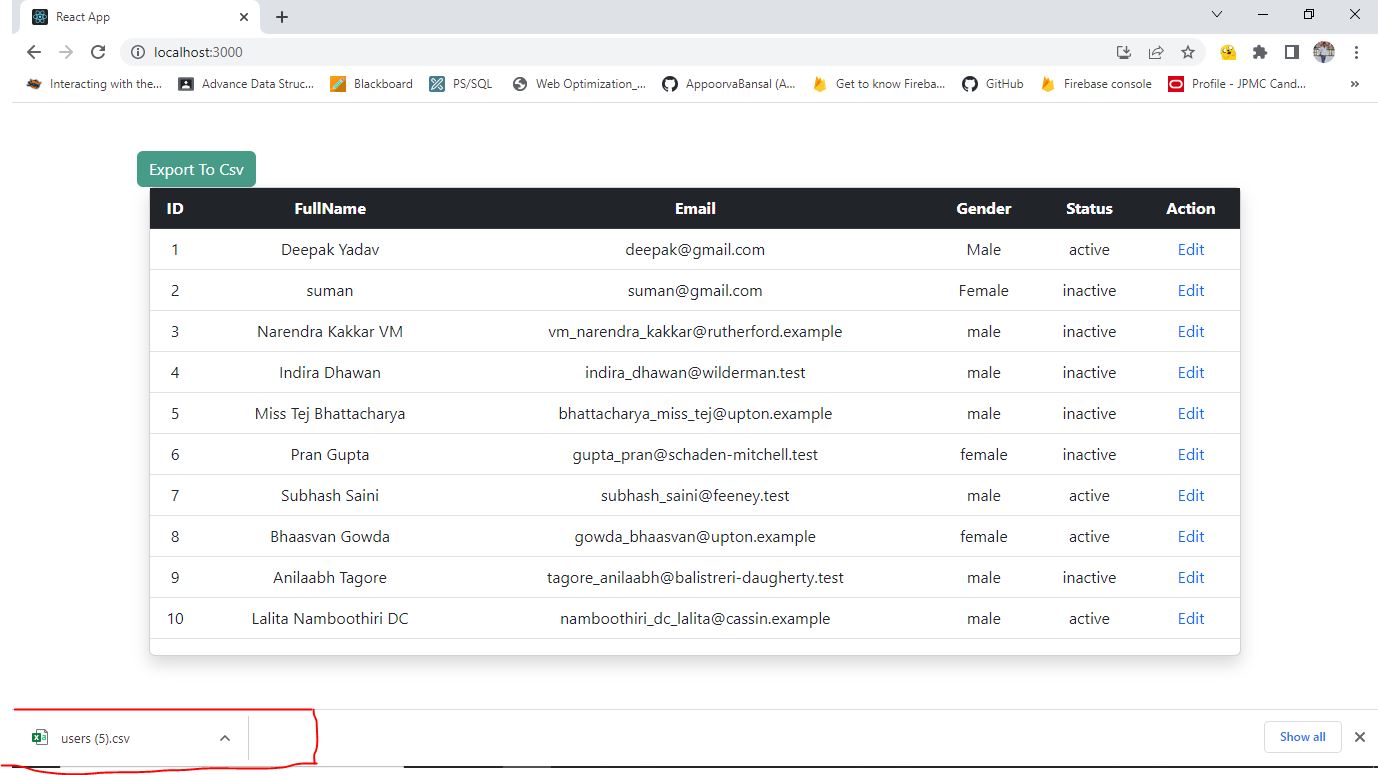 React App
localhost:3000
Interacting with the... Advance Data Struc... Blackboard PS/SQL Web Optimization_... AppoorvaBansal (A... Get to know Fireba... GitHub Firebase console Profile - JPMC Cand... »
Export To Csv
ID FullName Email Gender Status Action
1 Deepak Yadav deepak@gmail.com Male active Edit
2 suman suman@gmail.com Female inactive Edit
3 Narendra Kakkar VM vm_narendra_kakkar@rutherford.example male inactive Edit
4 Indira Dhawan indira_dhawan@wilderman.test male inactive Edit
5 Miss Tej Bhattacharya bhattacharya_miss_tej@upton.example male inactive Edit
6 Pran Gupta gupta_pran@schaden-mitchell.test female inactive Edit
7 Subhash Saini subhash_saini@feeney.test male active Edit
8 Bhaasvan Gowda gowda_bhaasvan@upton.example female active Edit
9 Anilaabh Tagore tagore_anilaabh@balistreri-daugherty.test male inactive Edit
10 Lalita Namboothiri DC namboothiri_dc_lalita@cassin.example male active Edit
users (5).csv Show all